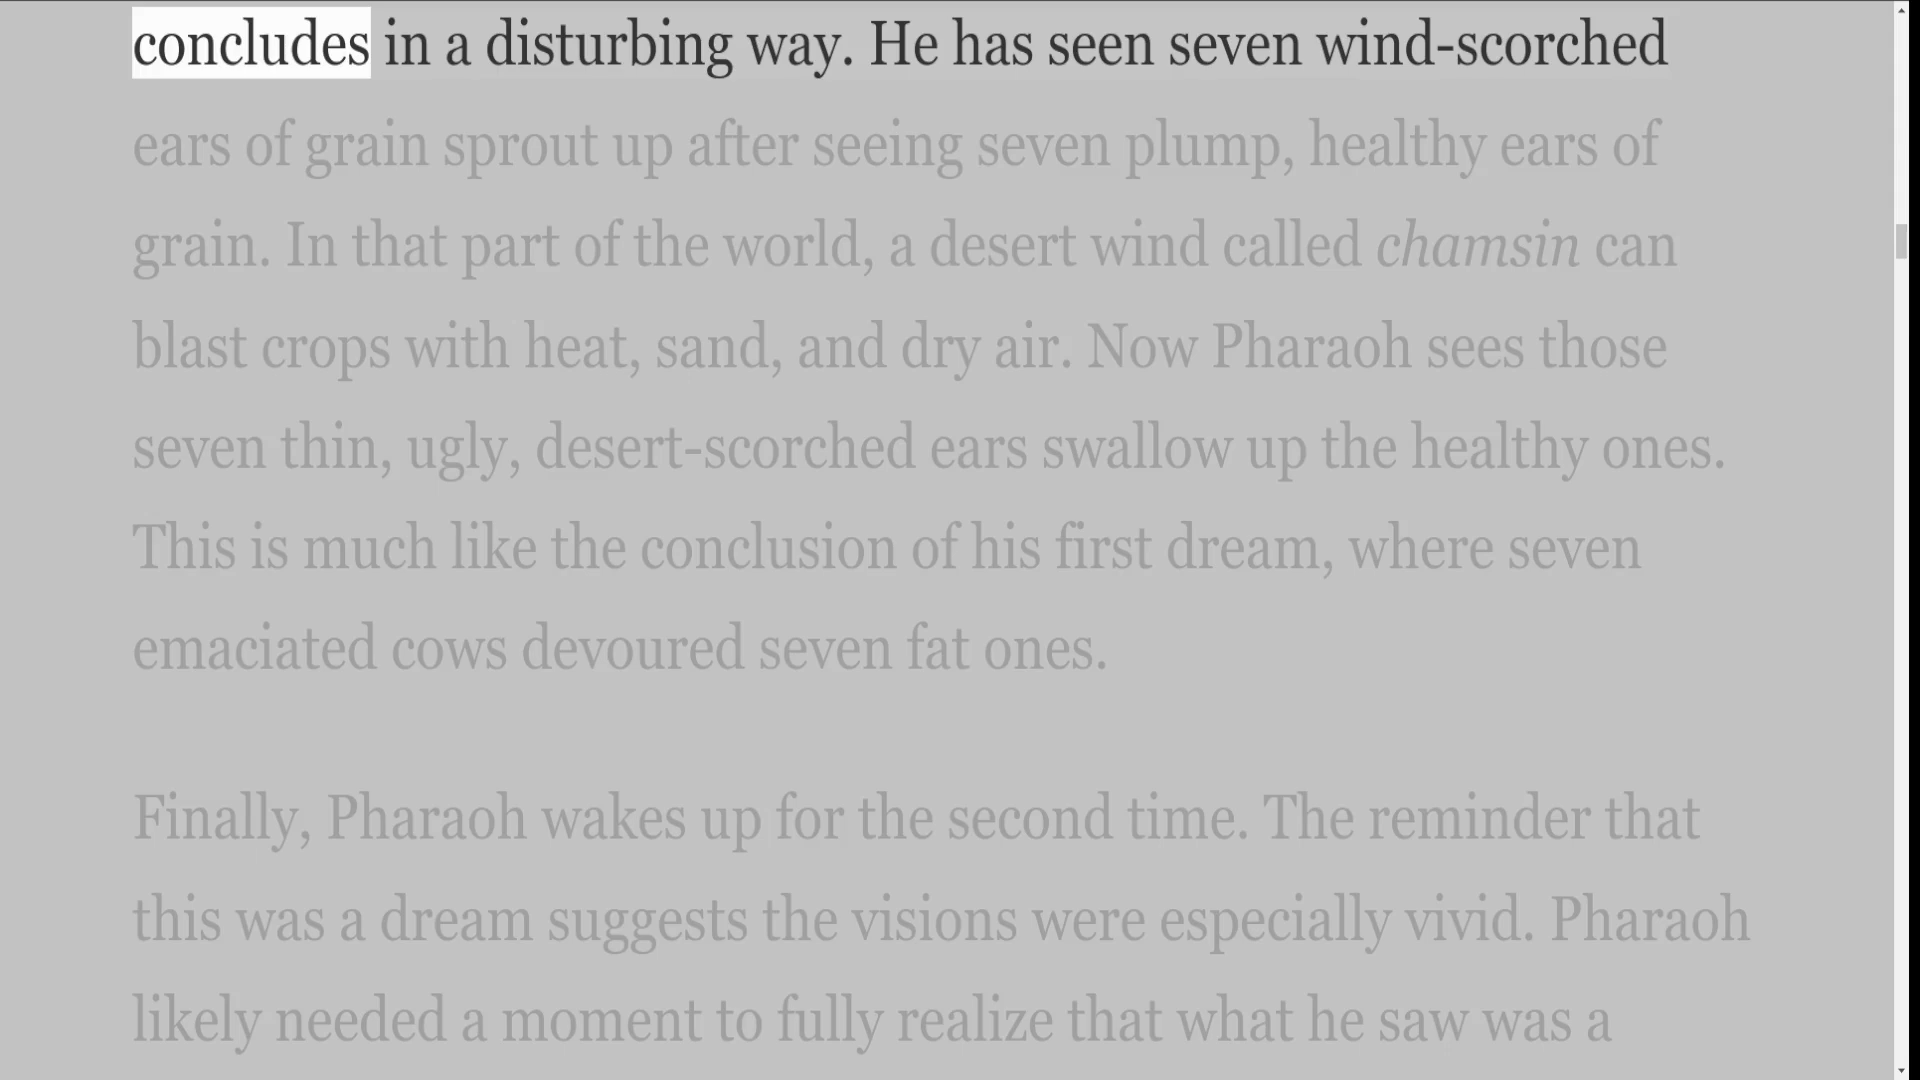 concludes in a disturbing way. He has seen seven wind-scorched
ears of grain sprout up after seeing seven plump, healthy ears of
grain. In that part of the world, a desert wind called chamsin can
blast crops with heat, sand, and dry air. Now Pharaoh sees those
seven thin, ugly, desert-scorched ears swallow up the healthy ones.
This is much like the conclusion of his first dream, where seven
emaciated cows devoured seven fat ones.
Finally, Pharaoh wakes up for the second time. The reminder that
this was a dream suggests the visions were especially vivid. Pharaoh
likely needed a moment to fully realize that what he saw was a